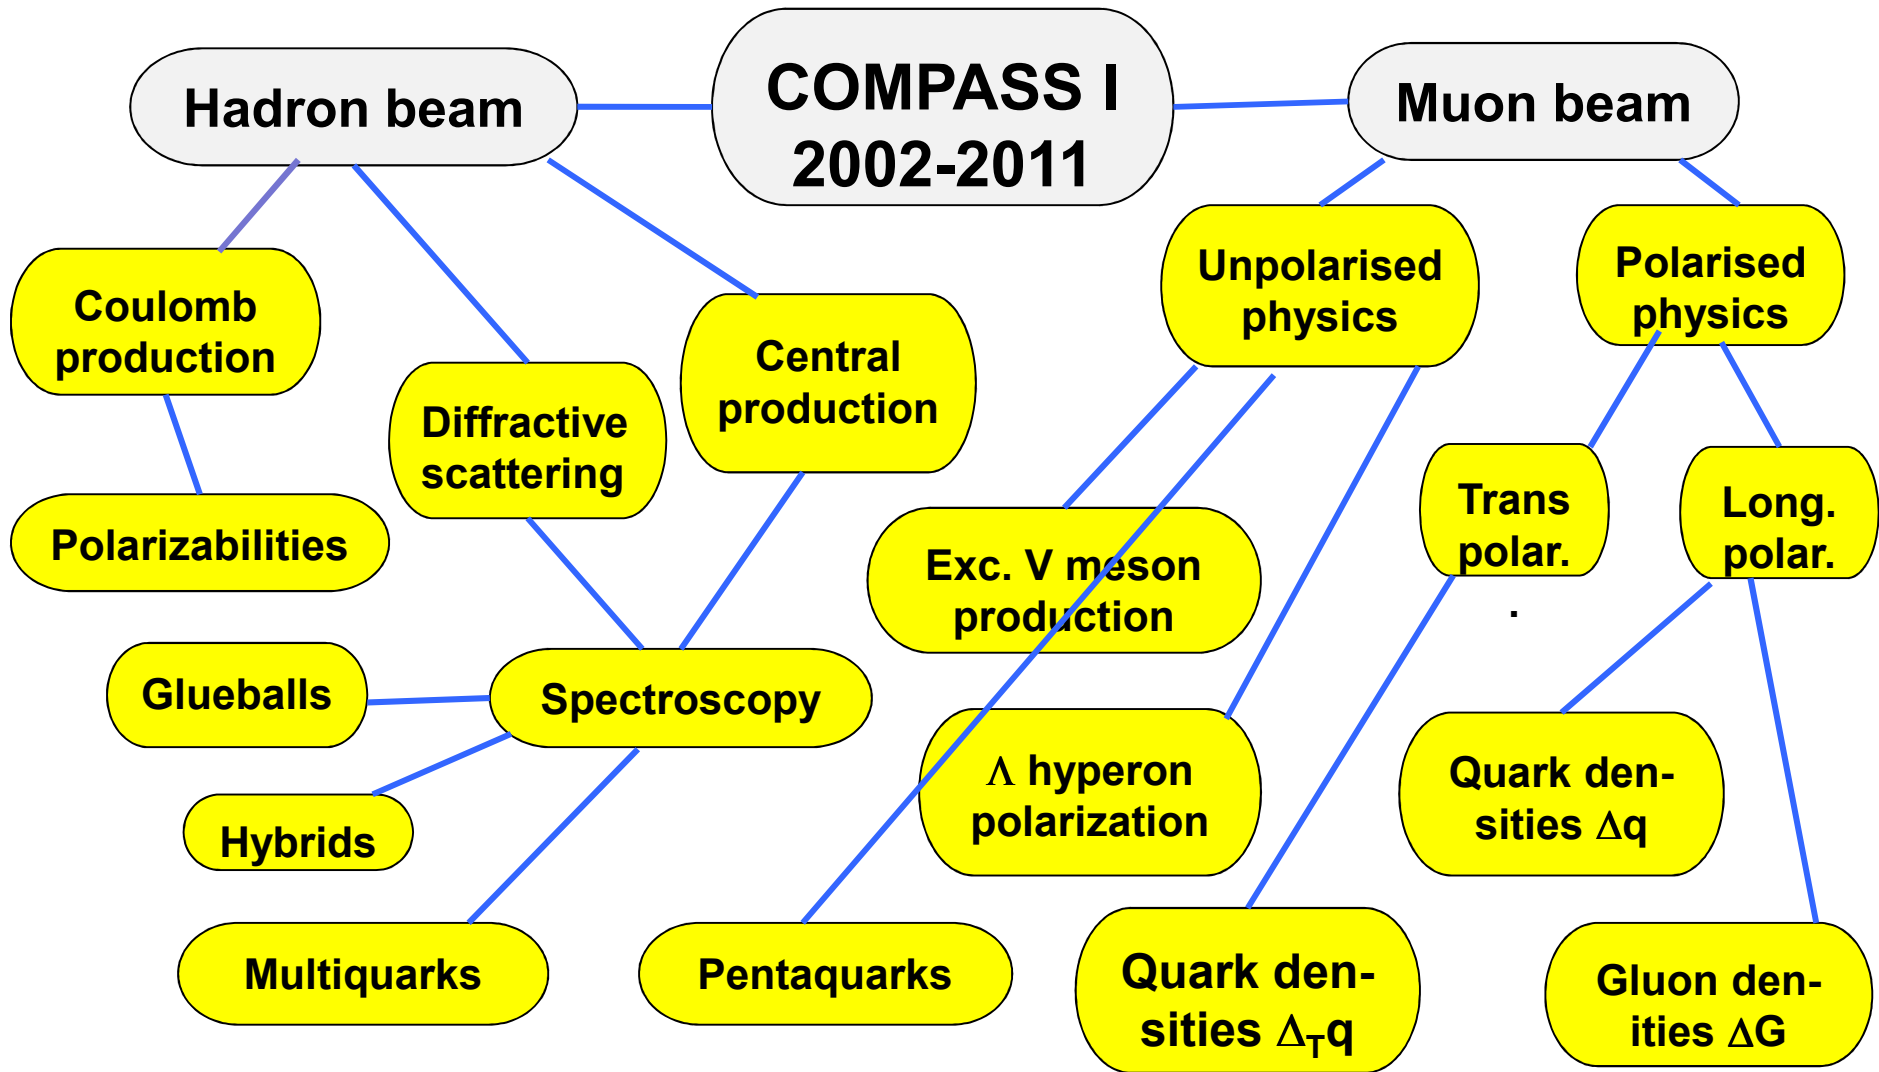 COMPASS I
2002-2011
Hadron beam
Muon beam
Coulomb
production
Diffractive
scattering
Central
production
Unpolarised
physics
Polarised
physics
Polarizabilities
Exc. V meson
production
Trans
polar.
.
Long.
polar.
Glueballs
Spectroscopy
Hybrids
Λ hyperon
polarization
Quark den-
sities Δq
Multiquarks
Pentaquarks
Quark den-
sities Δ_Tq
Gluon den-
ities ΔG